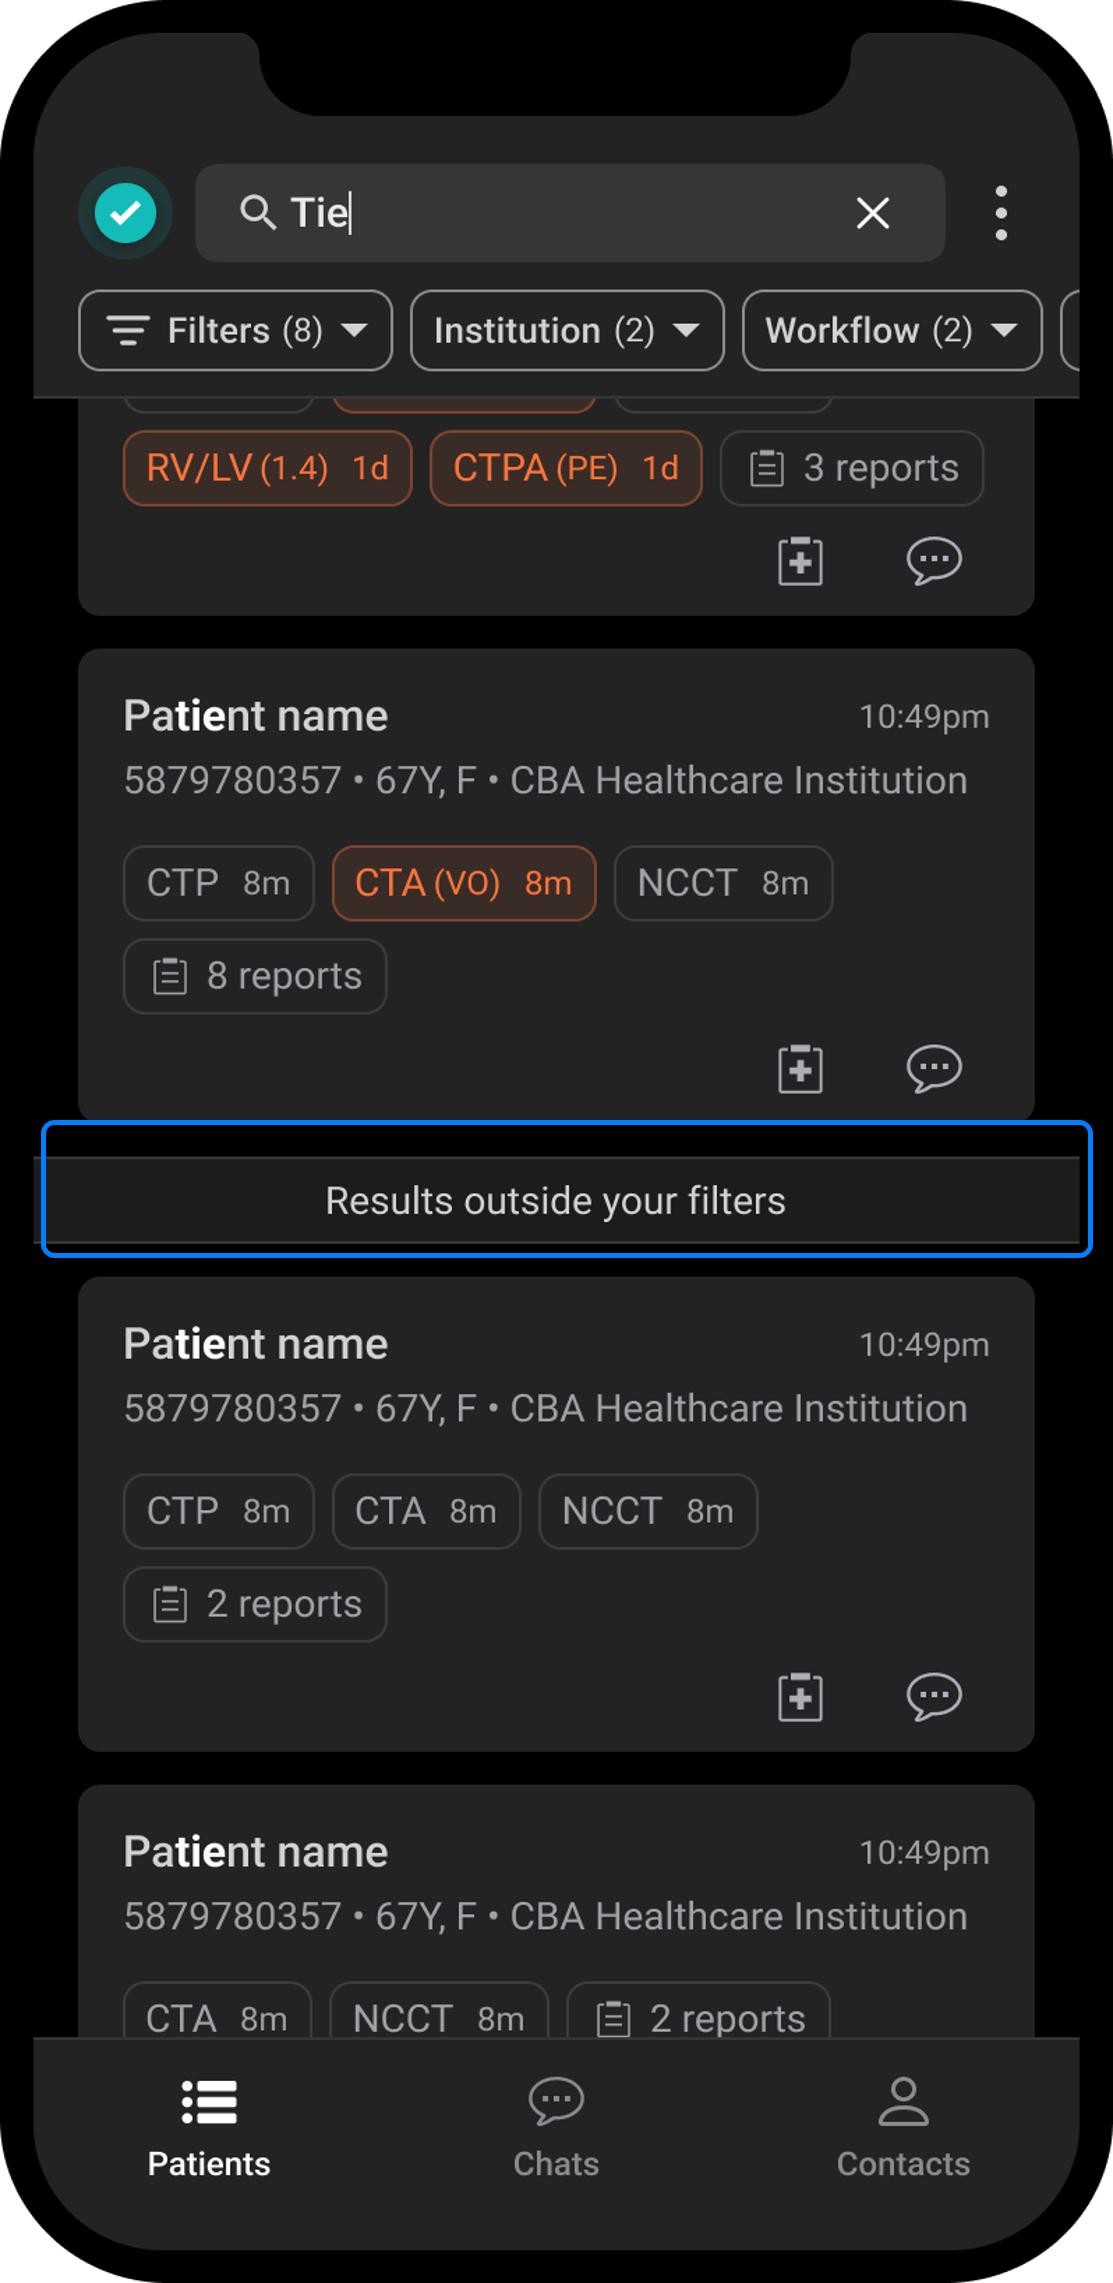 Tie
Filters (8) Institution (2) Workflow (2)
RV/LV (1.4) 1d CTPA (PE) 1d 3 reports
Patient name 10:49pm
5879780357 • 67Y, F • CBA Healthcare Institution
CTP 8m CTA (VO) 8m NCCT 8m
8 reports
Results outside your filters
Patient name 10:49pm
5879780357 • 67Y, F • CBA Healthcare Institution
CTP 8m CTA 8m NCCT 8m
2 reports
Patient name 10:49pm
5879780357 • 67Y, F • CBA Healthcare Institution
CTA 8m NCCT 8m 2 reports
Patients Chats Contacts